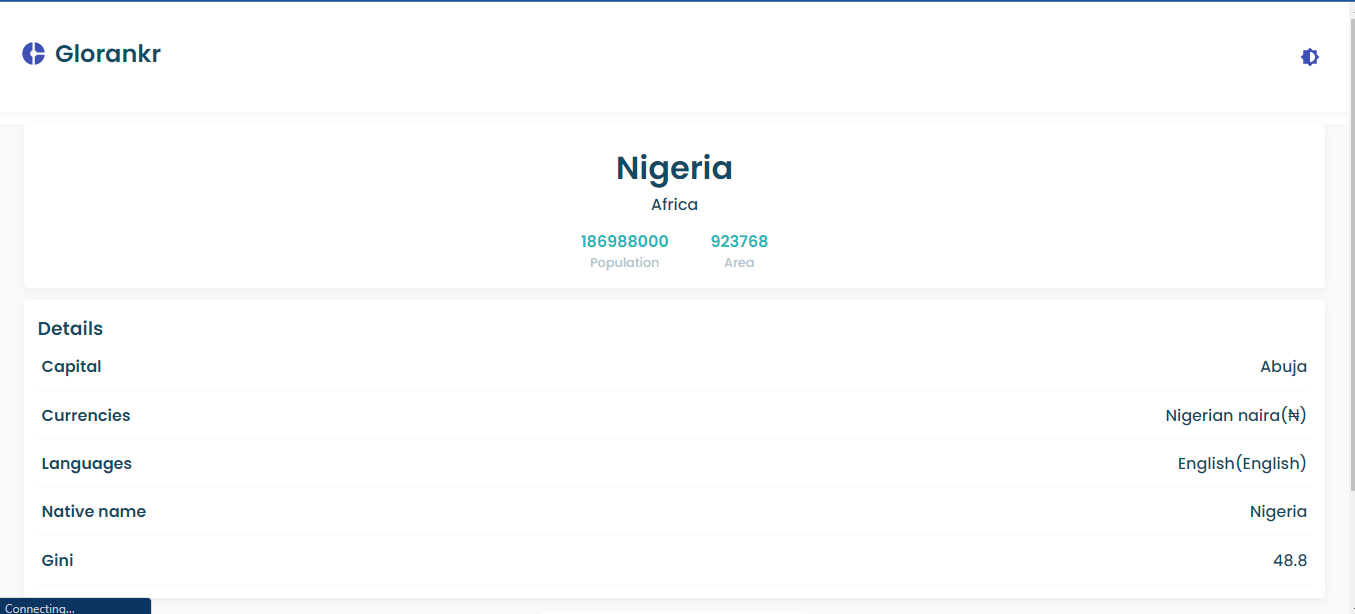 Glorankr
Nigeria
Africa
186988000 923768
Population Area
Details
Capital Abuja
Currencies Nigerian naira(₦)
Languages English(English)
Native name Nigeria
Gini 48.8
Connecting...